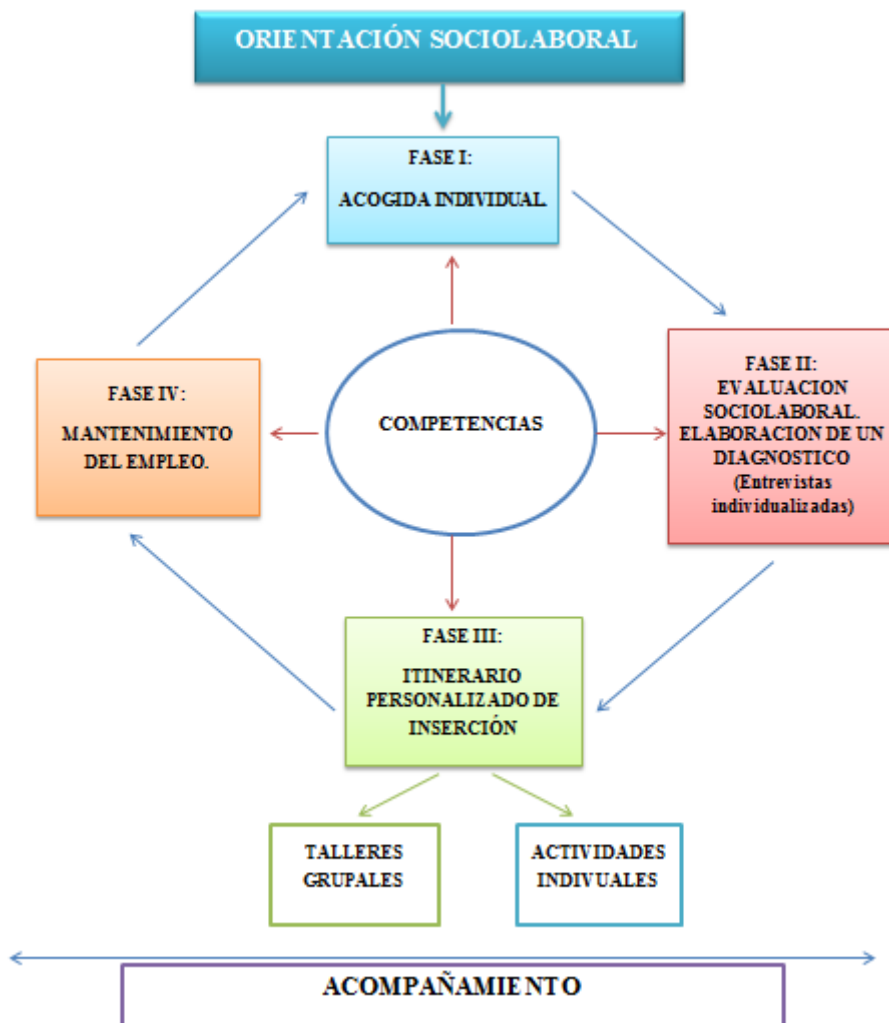 ORIENTACIÓN SOCIOLABORAL
FASE I:
ACOGIDA INDIVIDUAL
FASE II:
EVALUACION
SOCIOLABORAL.
ELABORACION DE UN
DIAGNOSTICO
(Entrevistas
individualizadas)
FASE IV:
MANTENIMIENTO
DEL EMPLEO.
COMPETENCIAS
FASE III:
ITINERARIO
PERSONALIZADO DE
INSERCIÓN
TALLERES
GRUPALES
ACTIVIDADES
INDIVUALES
ACOMPAÑAMIENTO